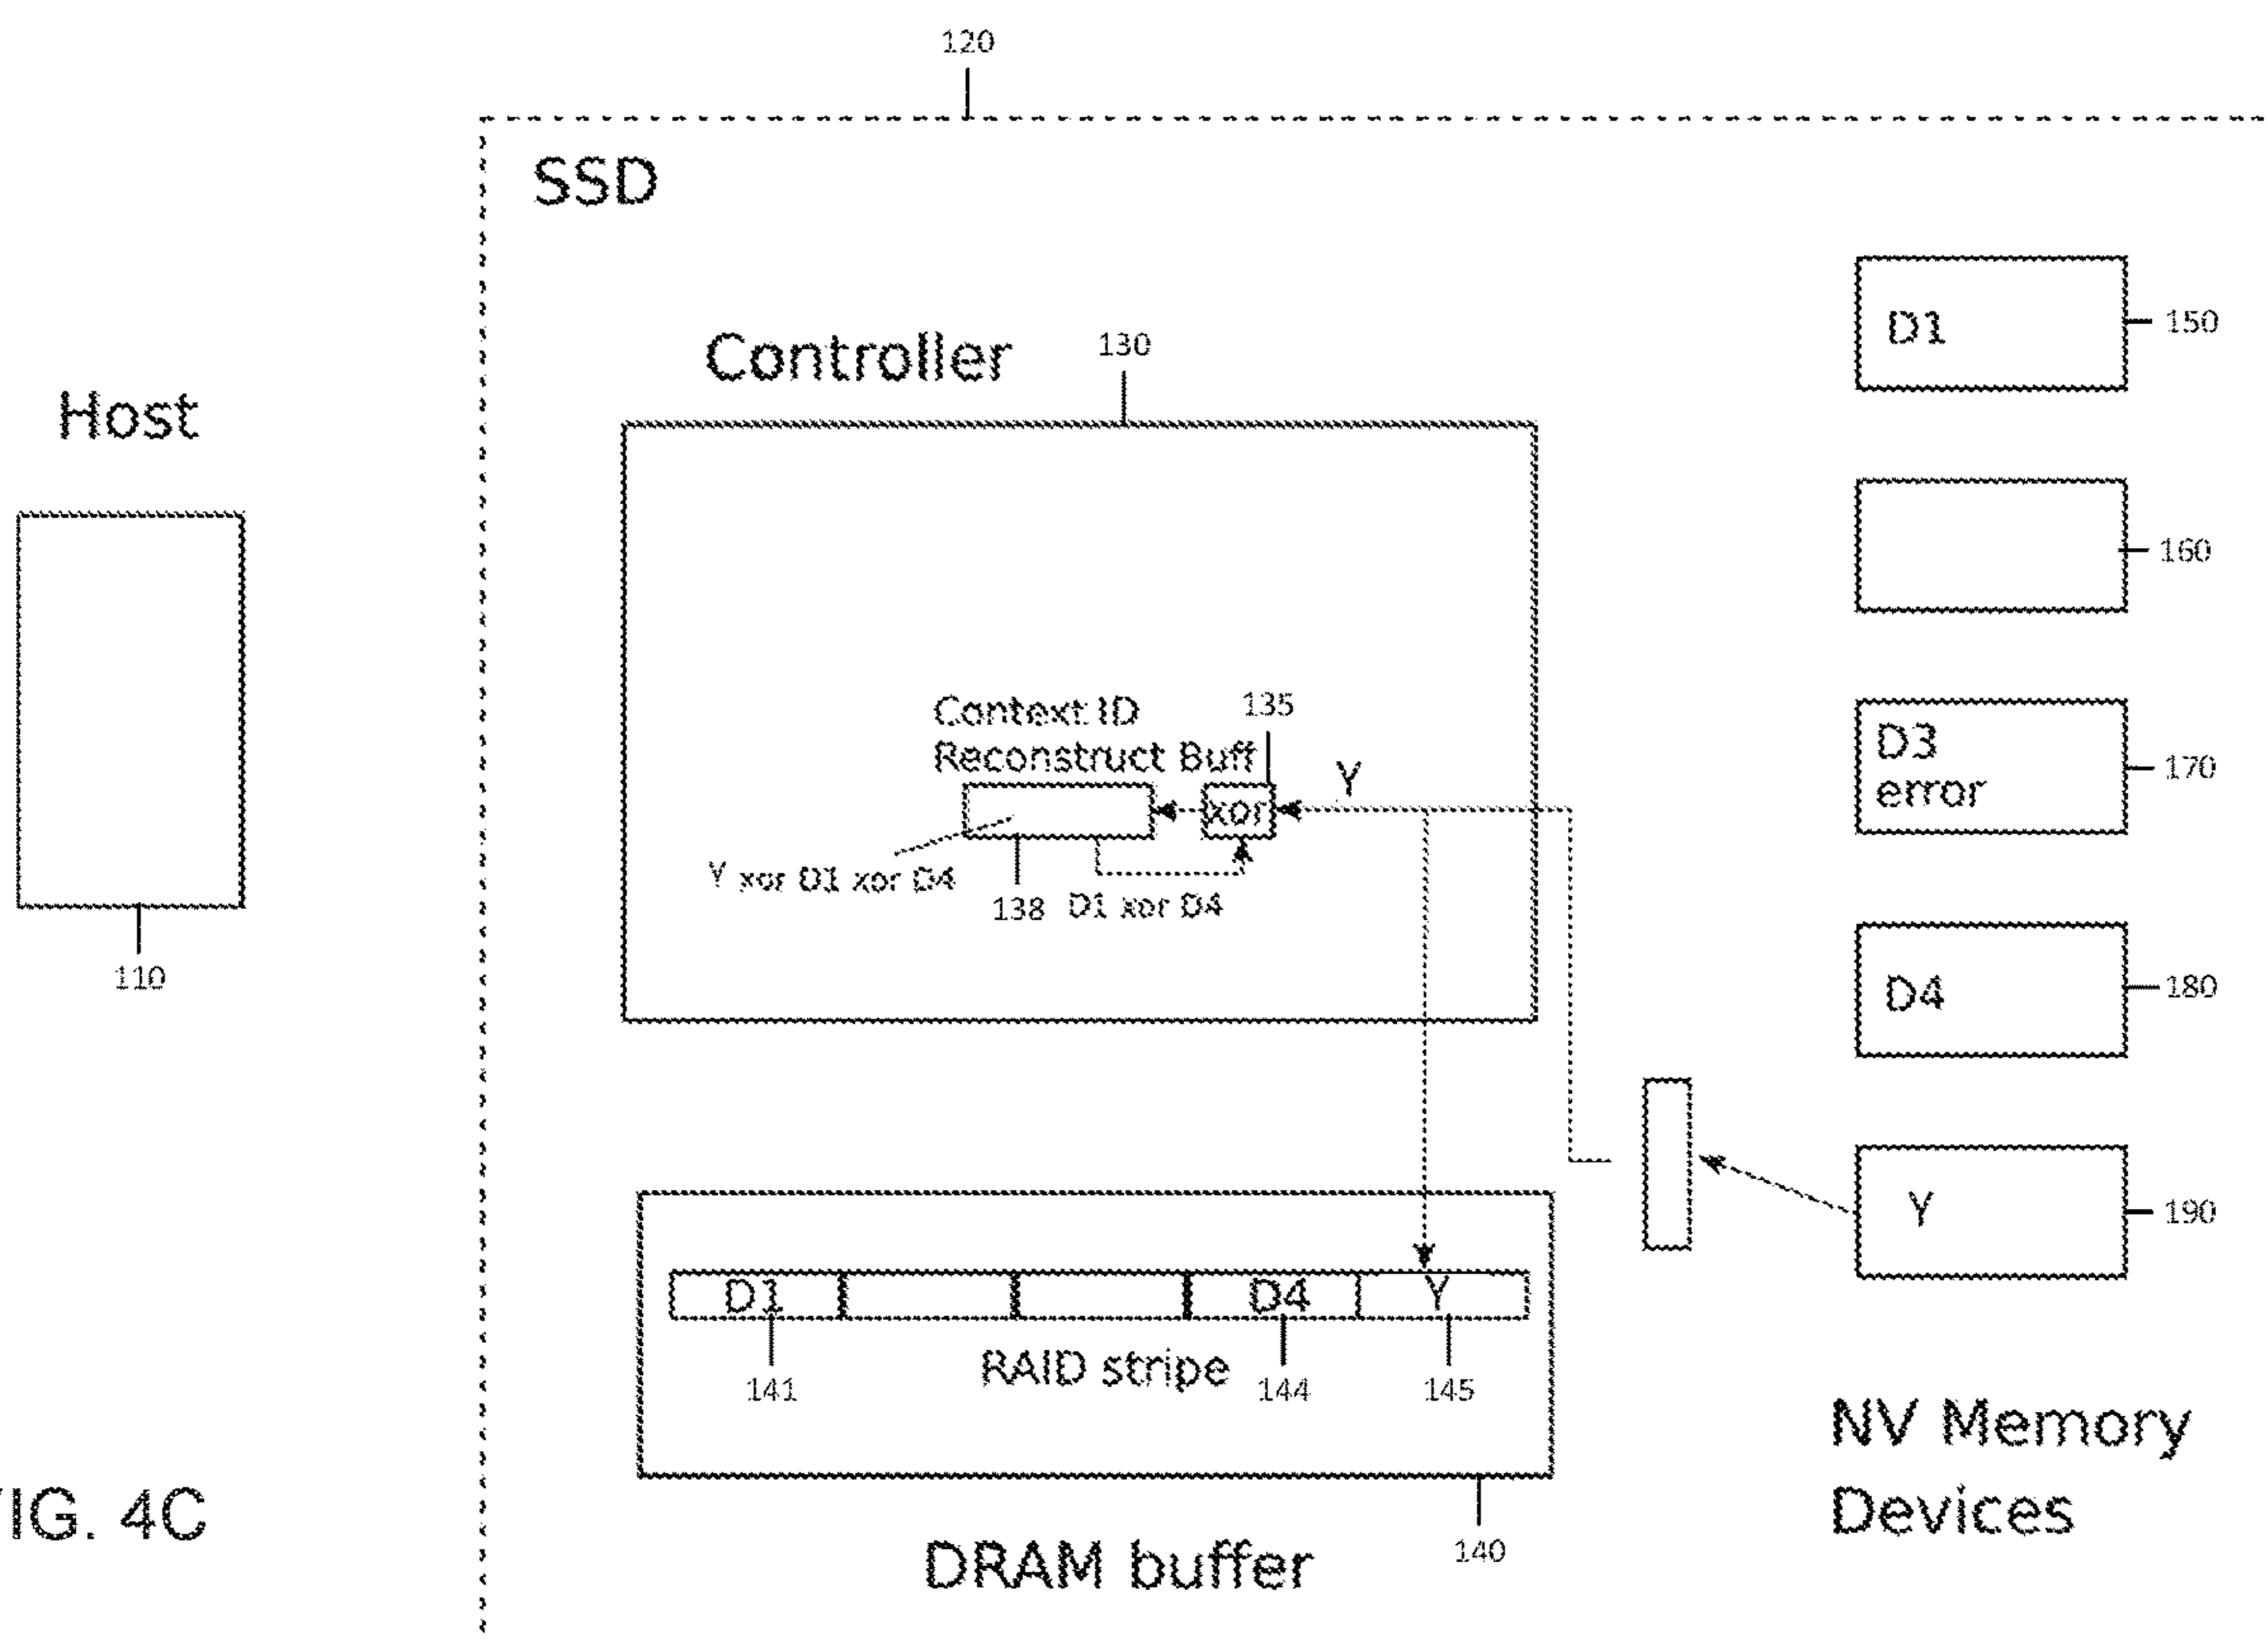 120
SSD
Controller
130
Host
110
Context ID
Reconstruct Buff
135
xor
Y
Y xor D1 xor D4
138
D1 xor D4
D1
150
160
D3
error
170
D4
180
Y
190
D1
D4
Y
141
RAID stripe
144
145
DRAM buffer
140
NV Memory
Devices
IG. 4C